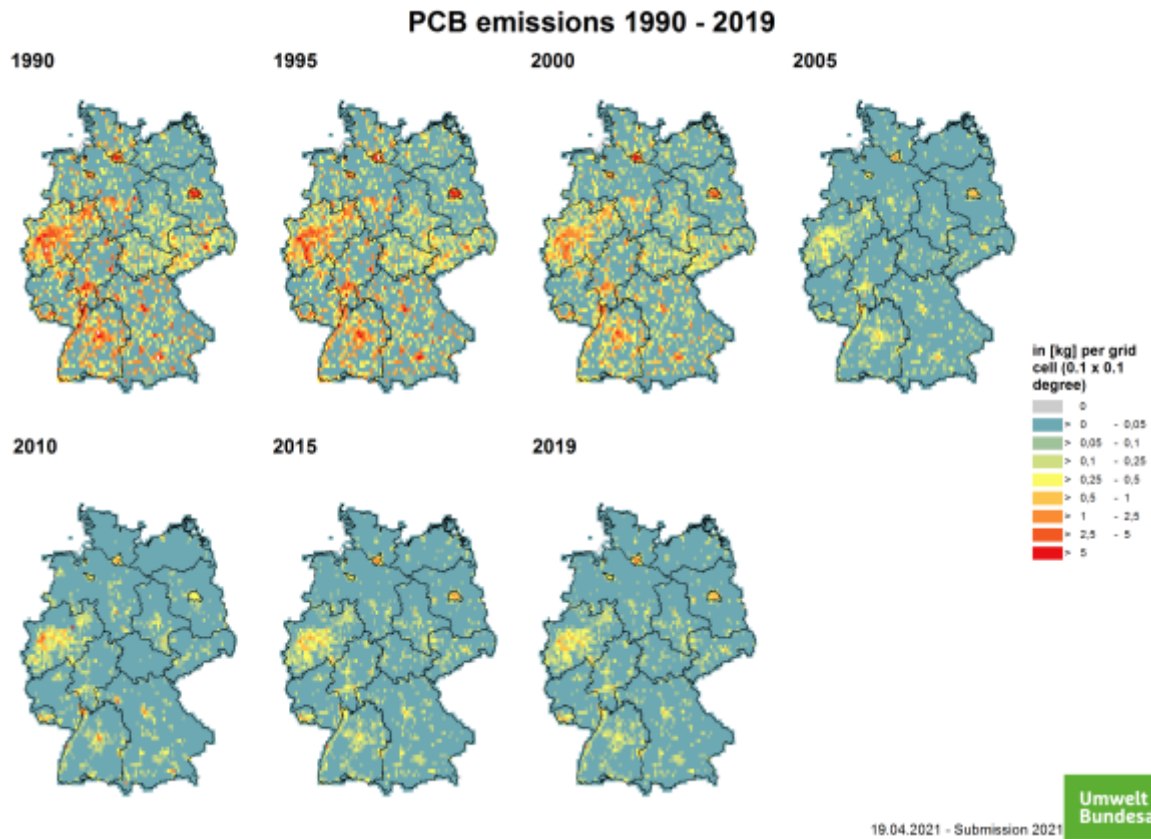 PCB emissions 1990 - 2019
1990
1995
2000
2005
in [kg] per grid
cell (0.1 x 0.1
degree)
0
> 0 - 0,05
> 0,05 - 0,1
> 0,1 - 0,25
> 0,25 - 0,5
> 0,5 - 1
> 1 - 2,5
> 2,5 - 5
> 5
2010
2015
2019
Umwelt
Bundesa
19.04.2021 - Submission 2021